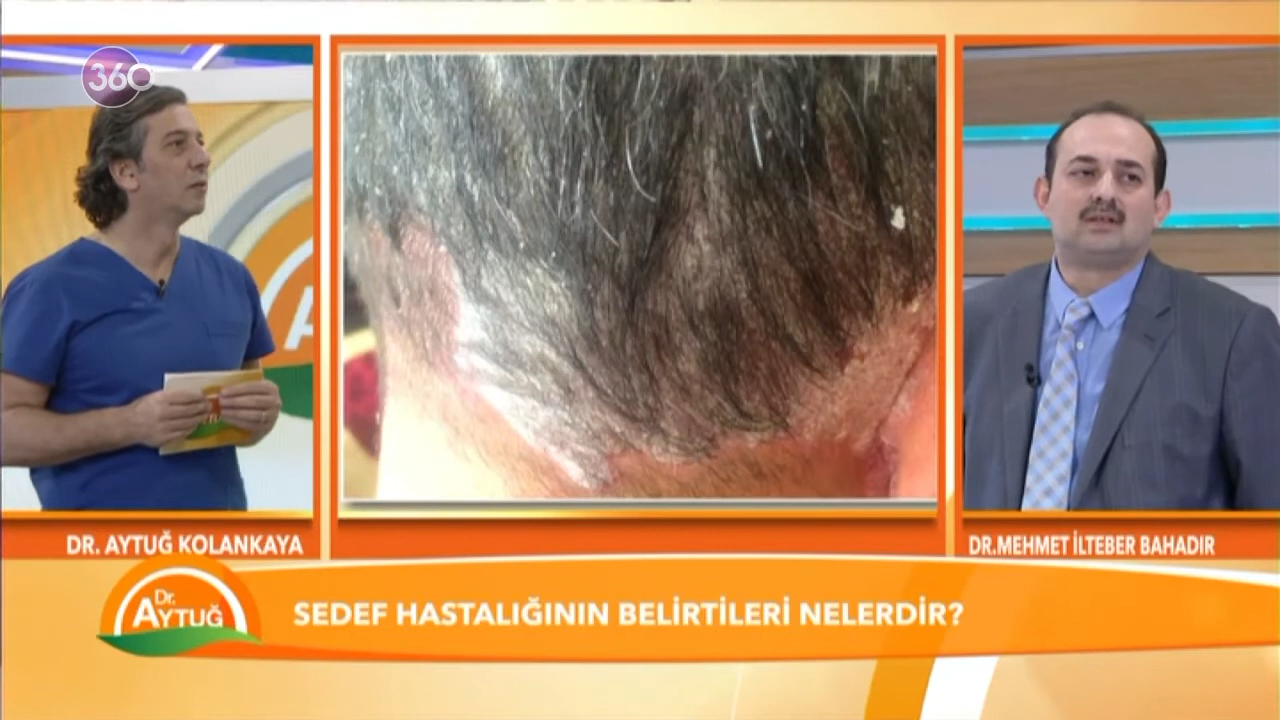 360
DR. AYTUĞ KOLANKAYA
DR.MEHMET İLTEBER BAHADIR
Dr.
AYTUĞ
SEDEF HASTALIĞININ BELİRTİLERİ NELERDİR?